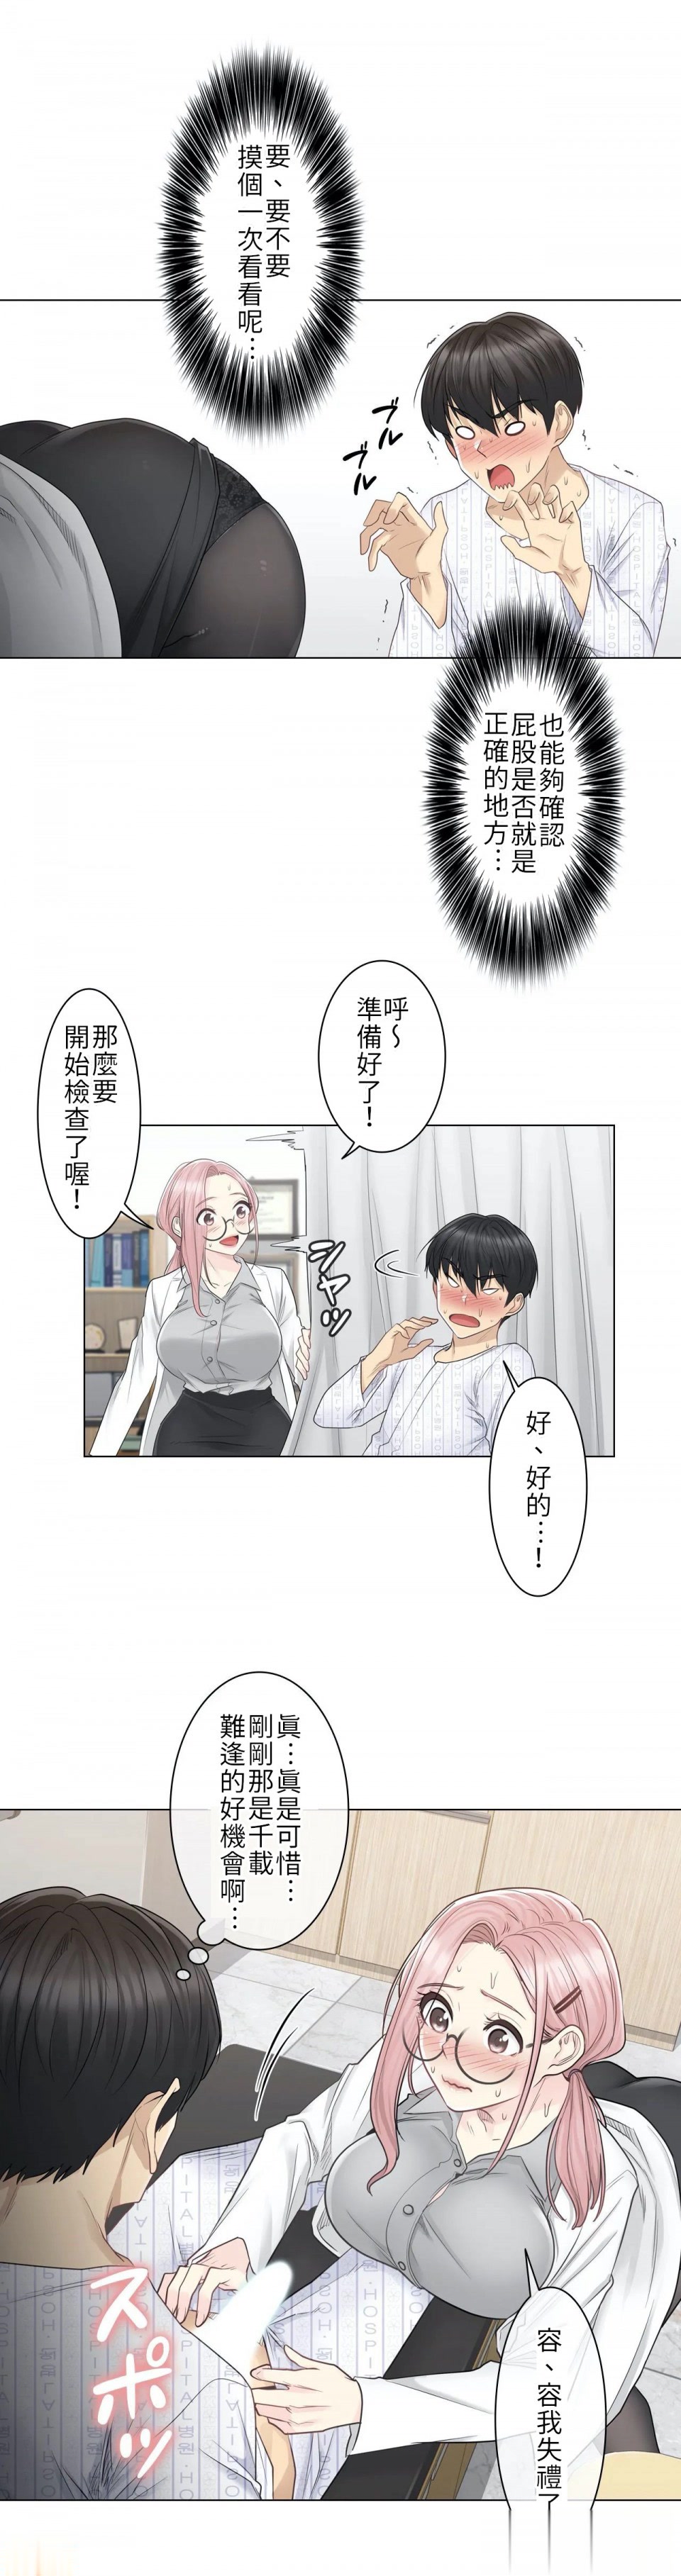 要、要不要
摸個一次看看呢…
ブル
ブル
也能夠確認
屁股是否就是
正確的地方…
呼～
準備好了！
那麼要
開始檢查了喔！
シャッ
好、好的…！
眞…眞是可惜…
剛剛那是千載
難逢的好機會啊…
スポッ
容、容我失禮了